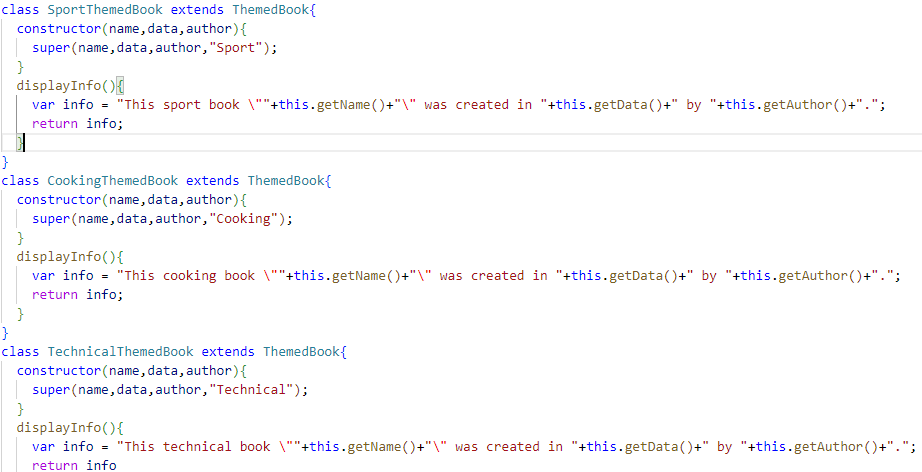 class SportThemedBook extends ThemedBook{
constructor(name,data,author){
super(name,data,author,"Sport");
}
displayInfo(){
var info = "This sport book \""+this.getName()+"\" was created in "+this.getData()+" by "+this.getAuthor()+".";
return info;
}
}
class CookingThemedBook extends ThemedBook{
constructor(name,data,author){
super(name,data,author,"Cooking");
}
displayInfo(){
var info = "This cooking book \""+this.getName()+"\" was created in "+this.getData()+" by "+this.getAuthor()+".";
return info;
}
}
class TechnicalThemedBook extends ThemedBook{
constructor(name,data,author){
super(name,data,author,"Technical");
}
displayInfo(){
var info = "This technical book \""+this.getName()+"\" was created in "+this.getData()+" by "+this.getAuthor()+".";
return info